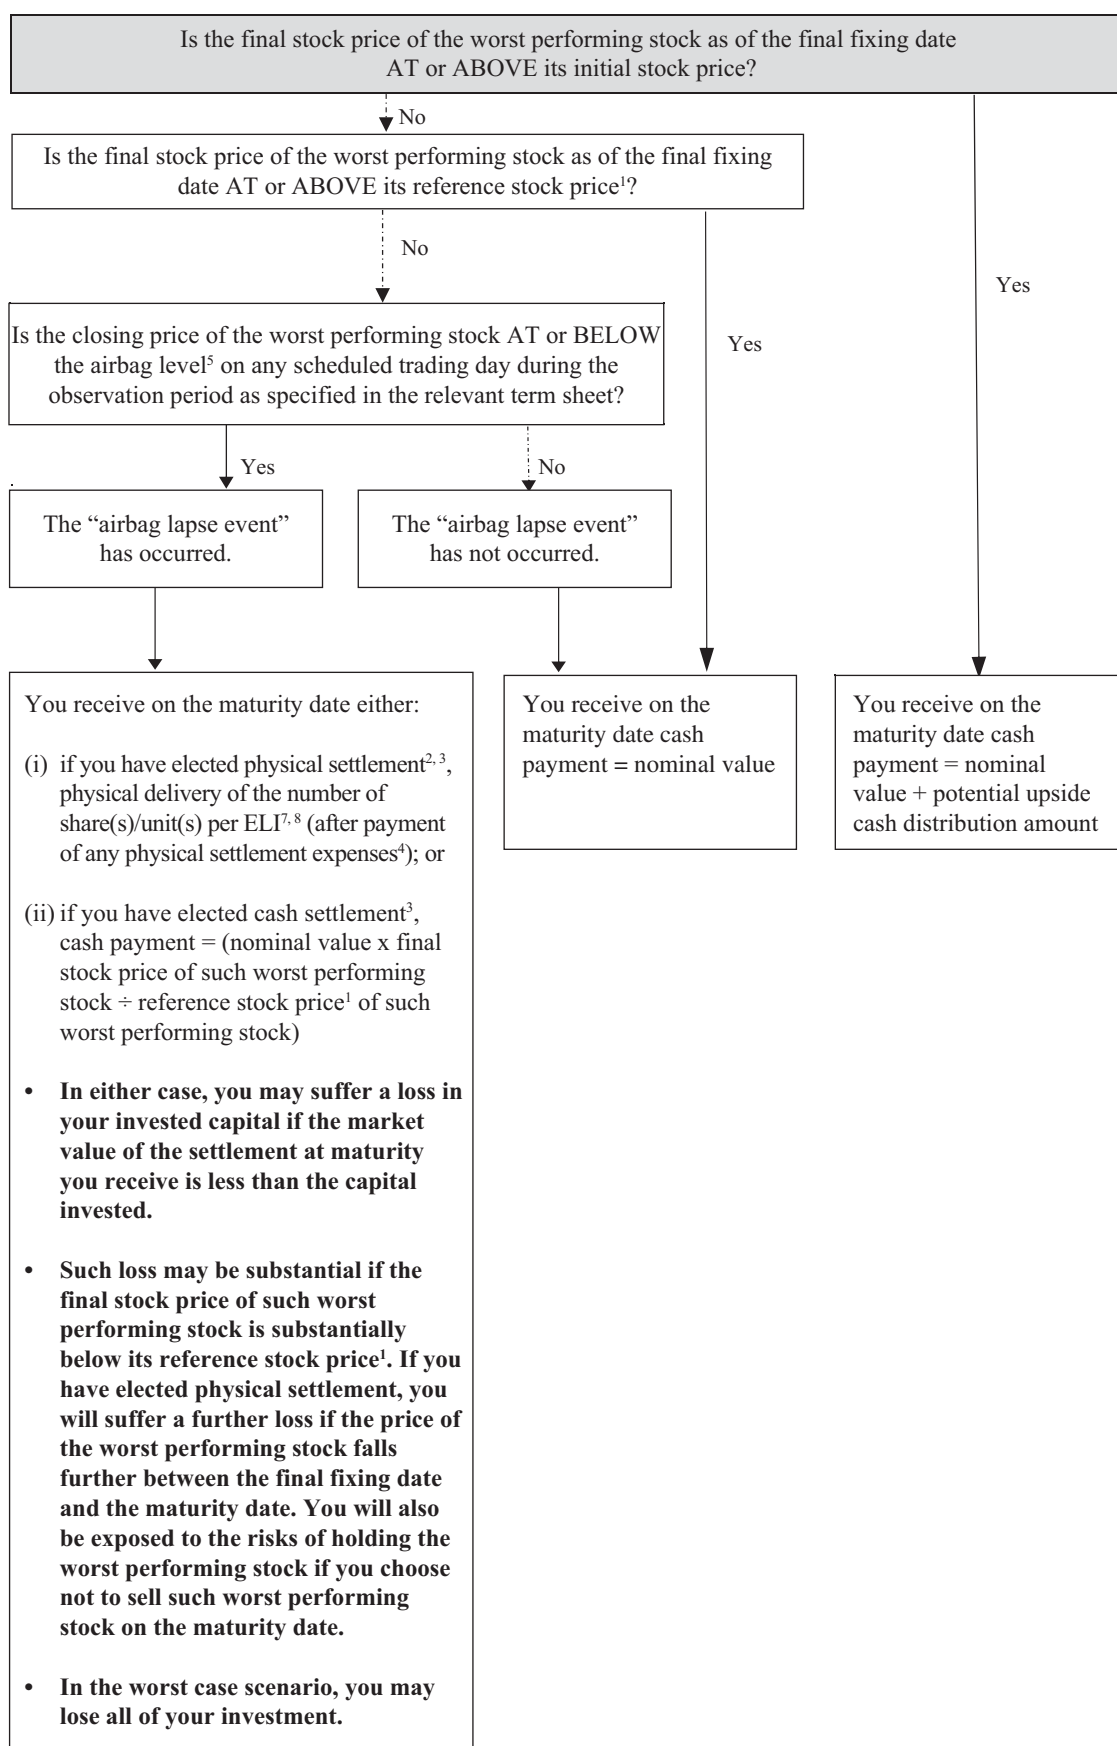 Is the final stock price of the worst performing stock as of the final fixing date
AT or ABOVE its initial stock price?
No
Is the final stock price of the worst performing stock as of the final fixing
date AT or ABOVE its reference stock price¹?
No
Yes
Yes
Is the closing price of the worst performing stock AT or BELOW
the airbag level⁵ on any scheduled trading day during the
observation period as specified in the relevant term sheet?
Yes
No
The “airbag lapse event”
has occurred.
The “airbag lapse event”
has not occurred.
You receive on the maturity date either:
(i) if you have elected physical settlement², ³,
physical delivery of the number of
share(s)/unit(s) per ELI⁷, ⁸ (after payment
of any physical settlement expenses⁴); or
(ii) if you have elected cash settlement³,
cash payment = (nominal value x final
stock price of such worst performing
stock ÷ reference stock price¹ of such
worst performing stock)
• In either case, you may suffer a loss in
your invested capital if the market
value of the settlement at maturity
you receive is less than the capital
invested.
• Such loss may be substantial if the
final stock price of such worst
performing stock is substantially
below its reference stock price¹. If you
have elected physical settlement, you
will suffer a further loss if the price of
the worst performing stock falls
further between the final fixing date
and the maturity date. You will also
be exposed to the risks of holding the
worst performing stock if you choose
not to sell such worst performing
stock on the maturity date.
• In the worst case scenario, you may
lose all of your investment.
You receive on the
maturity date cash
payment = nominal value
You receive on the
maturity date cash
payment = nominal
value + potential upside
cash distribution amount